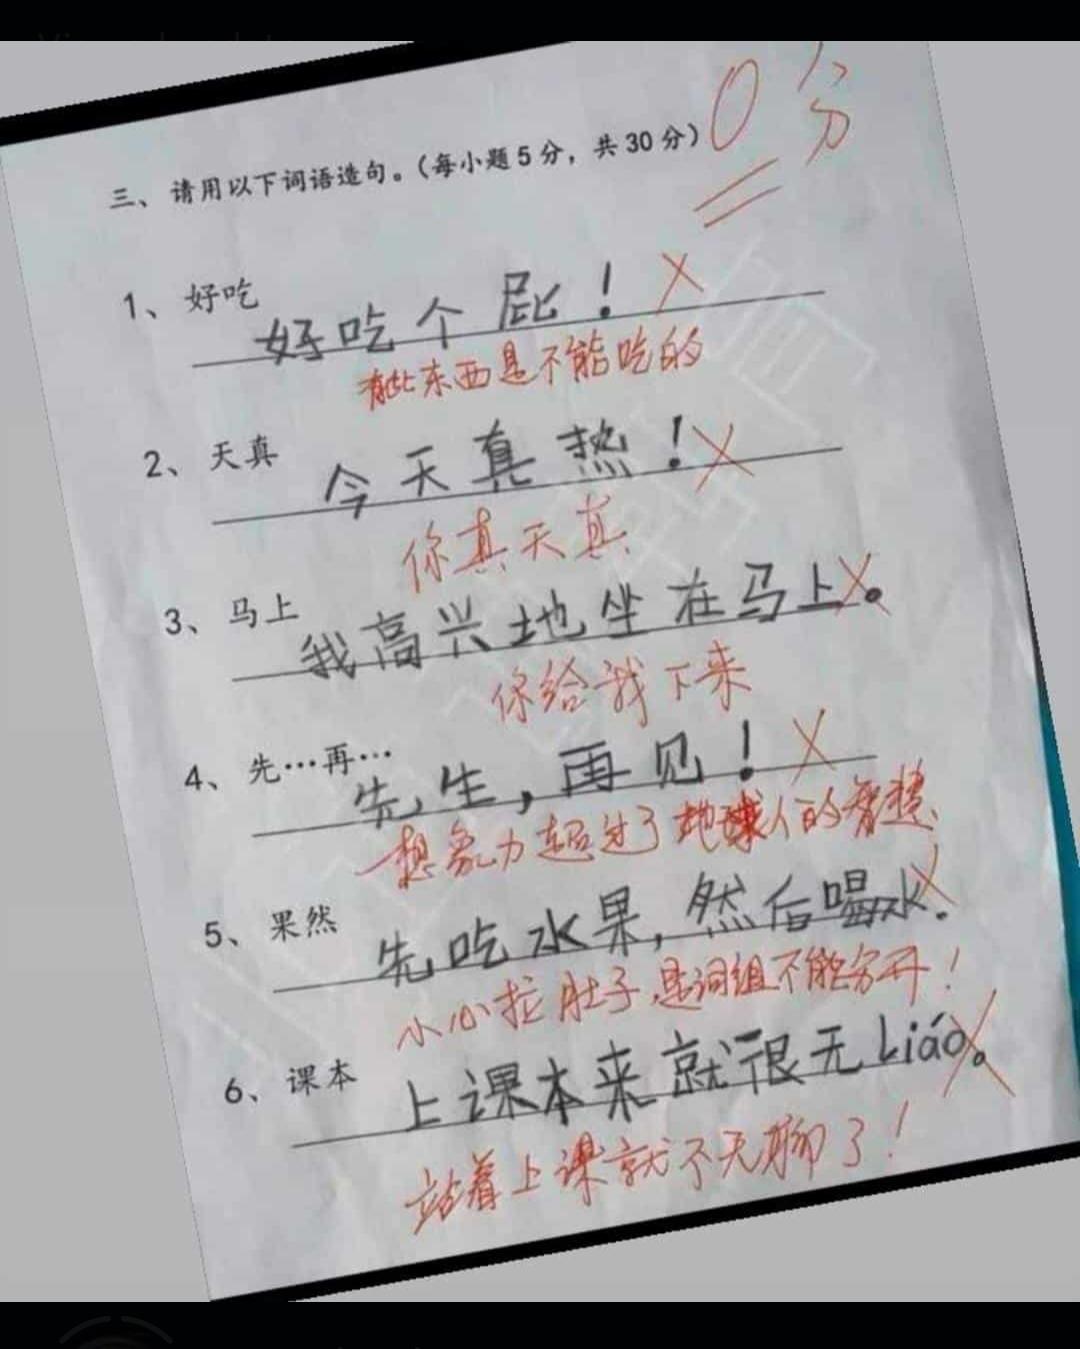 三、请用以下词语造句。(每小题5分，共30分)
0分
1、好吃
好吃个屁！
有些东西是不能吃的
2、天真
今天真热！
你真天真
3、马上
我高兴地坐在马上。
你给我下来
4、先…再…
先生，再见！
想象力超过了地球人的智慧
5、果然
先吃水果，然后喝水。
小心拉肚子，是词组不能分开！
6、课本
上课本来就很无liáo。
站着上课就不无聊了！